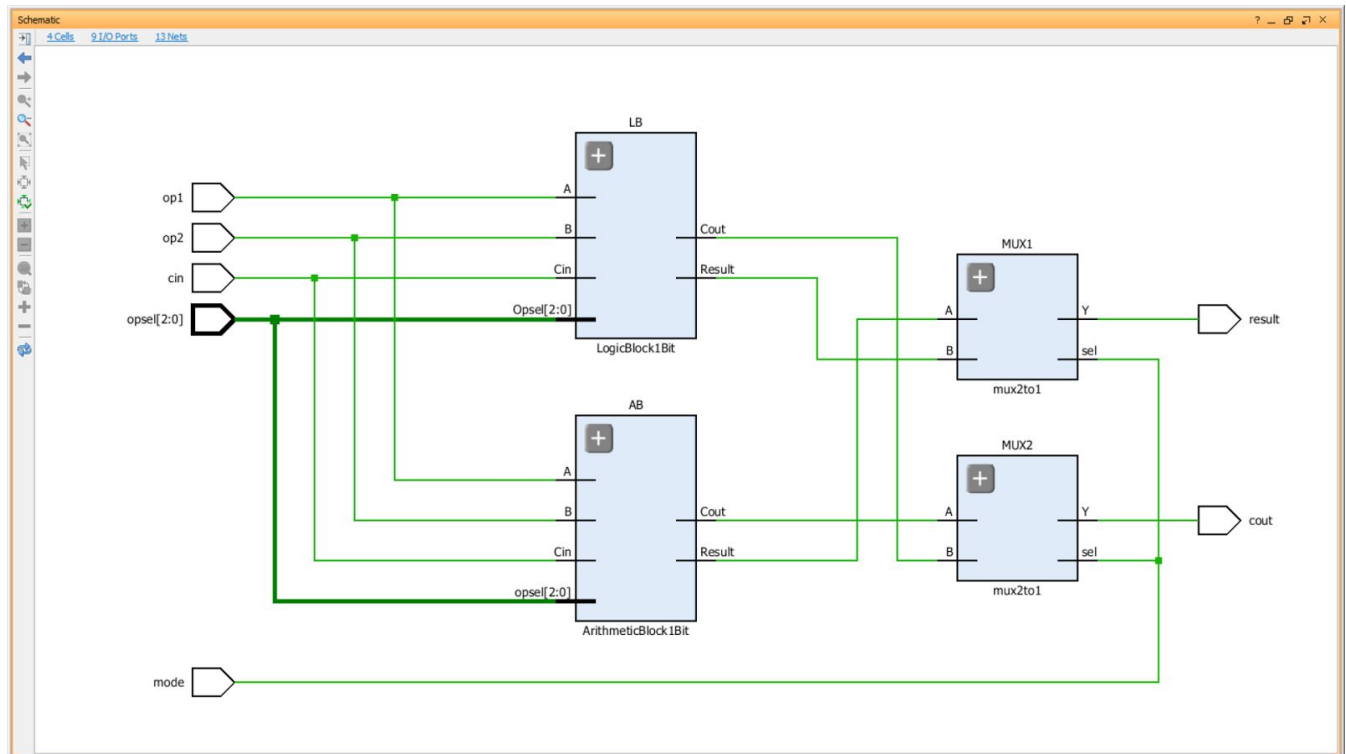 Schematic
4 Cells 9 I/O Ports 13 Nets
LB
op1
A
op2
B
Cout
cin
Cin
Result
opsel[2:0]
Opsel[2:0]
LogicBlock1Bit
MUX1
A
Y
result
B
sel
mux2to1
AB
A
B
Cout
Cin
Result
opsel[2:0]
ArithmeticBlock1Bit
MUX2
A
Y
cout
B
sel
mux2to1
mode